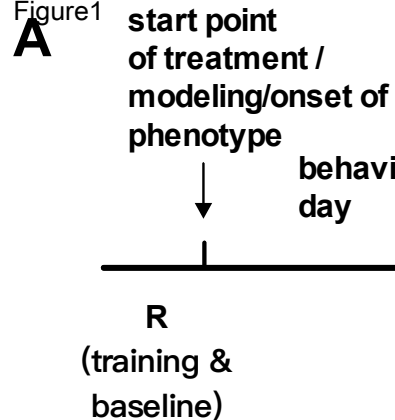 Figure1
A
start point
of treatment /
modeling/onset of
phenotype
behavi
day
R
(training &
baseline)